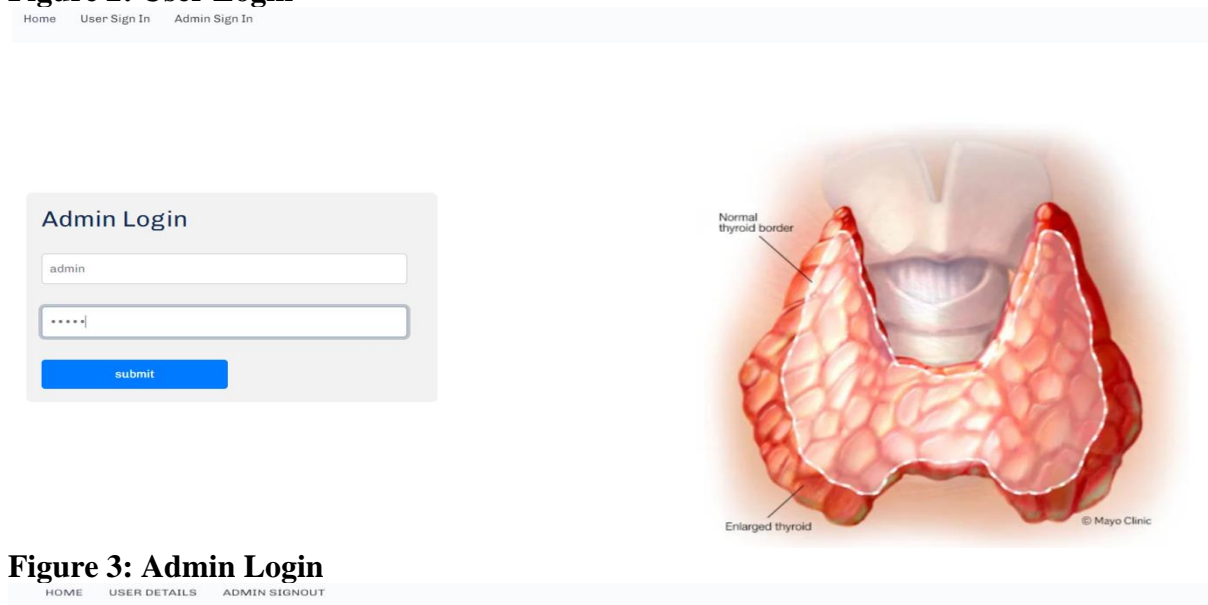 Figure 2: User Login
Home User Sign In Admin Sign In
Admin Login
admin
•••••
submit
Normal
thyroid border
Enlarged thyroid
© Mayo Clinic
Figure 3: Admin Login
HOME USER DETAILS ADMIN SIGNOUT